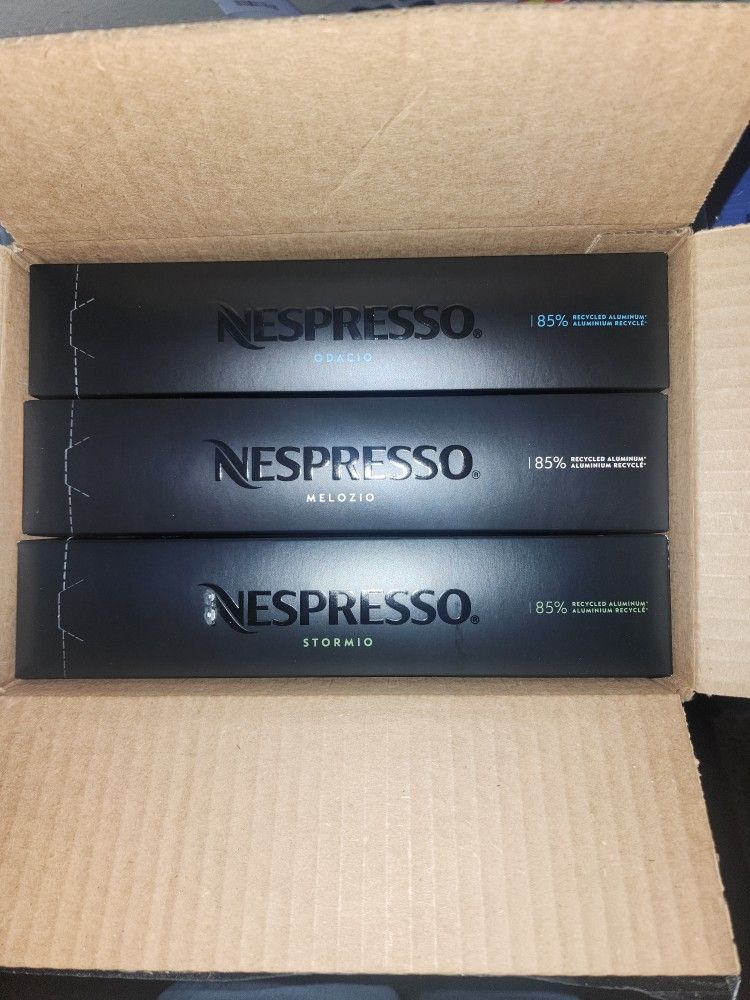 NESPRESSO®
ODACIO
85% RECYCLED ALUMINUM*
ALUMINIUM RECYCLÉ*
NESPRESSO®
MELOZIO
85% RECYCLED ALUMINUM*
ALUMINIUM RECYCLÉ*
NESPRESSO®
STORMIO
85% RECYCLED ALUMINUM*
ALUMINIUM RECYCLÉ*